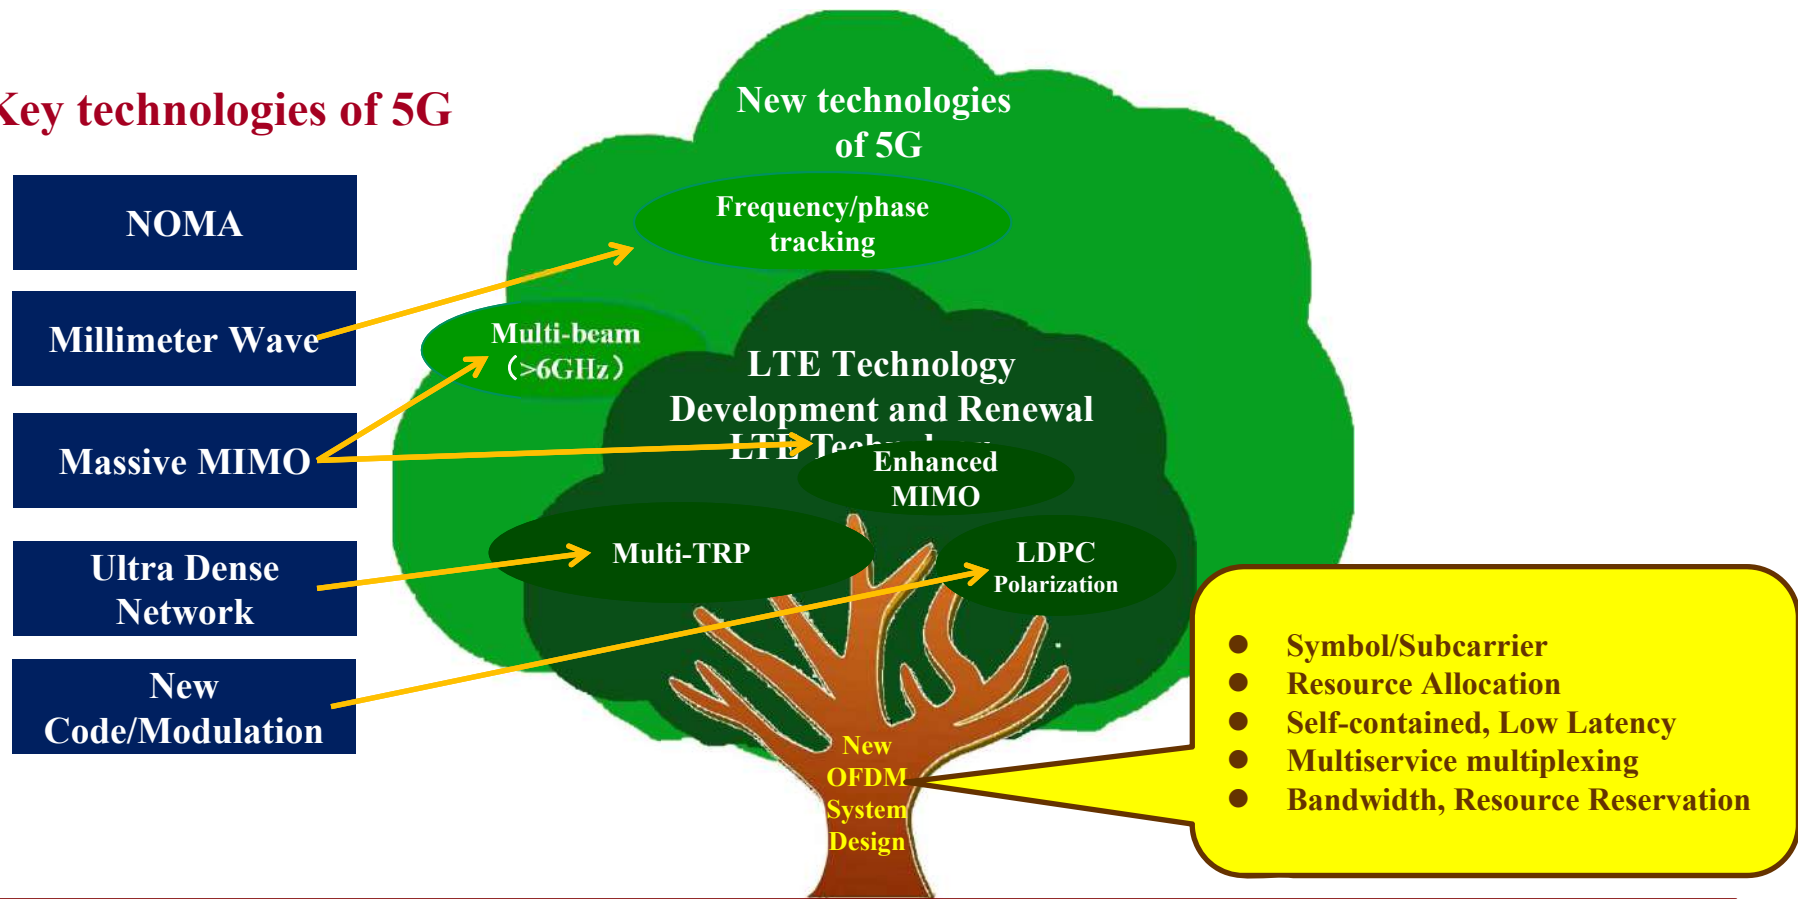 Key technologies of 5G
NOMA
Millimeter Wave
Massive MIMO
Ultra Dense
Network
New
Code/Modulation
New technologies
of 5G
Frequency/phase
tracking
Multi-beam
（>6GHz）
LTE Technology
Development and Renewal
LTE Technology
Enhanced
MIMO
Multi-TRP
LDPC
Polarization
New
OFDM
System
Design
● Symbol/Subcarrier
● Resource Allocation
● Self-contained, Low Latency
● Multiservice multiplexing
● Bandwidth, Resource Reservation